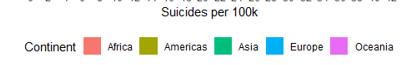 Suicides per 100k
Continent Africa Americas Asia Europe Oceania